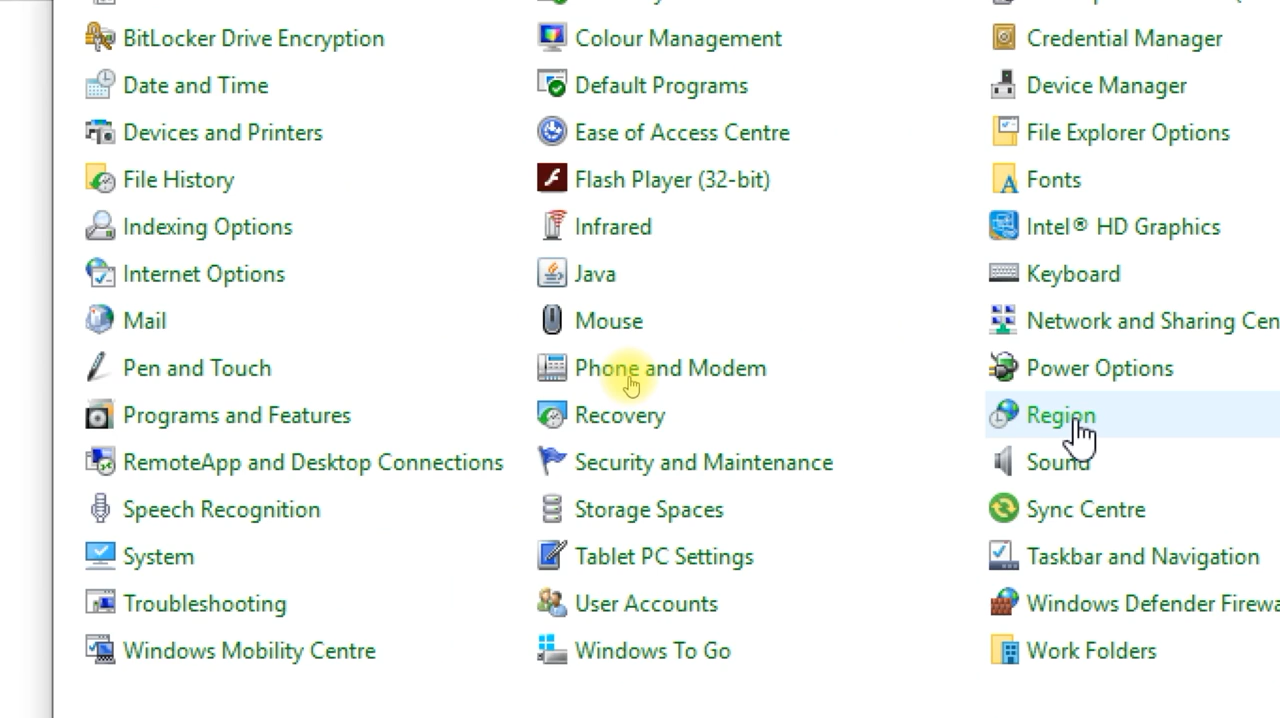 BitLocker Drive Encryption
Colour Management
Credential Manager
Date and Time
Default Programs
Device Manager
Devices and Printers
Ease of Access Centre
File Explorer Options
File History
Flash Player (32-bit)
Fonts
Indexing Options
Infrared
Intel® HD Graphics
Internet Options
Java
Keyboard
Mail
Mouse
Network and Sharing Cen
Pen and Touch
Phone and Modem
Power Options
Programs and Features
Recovery
Region
RemoteApp and Desktop Connections
Security and Maintenance
Sound
Speech Recognition
Storage Spaces
Sync Centre
System
Tablet PC Settings
Taskbar and Navigation
Troubleshooting
User Accounts
Windows Defender Firewa
Windows Mobility Centre
Windows To Go
Work Folders